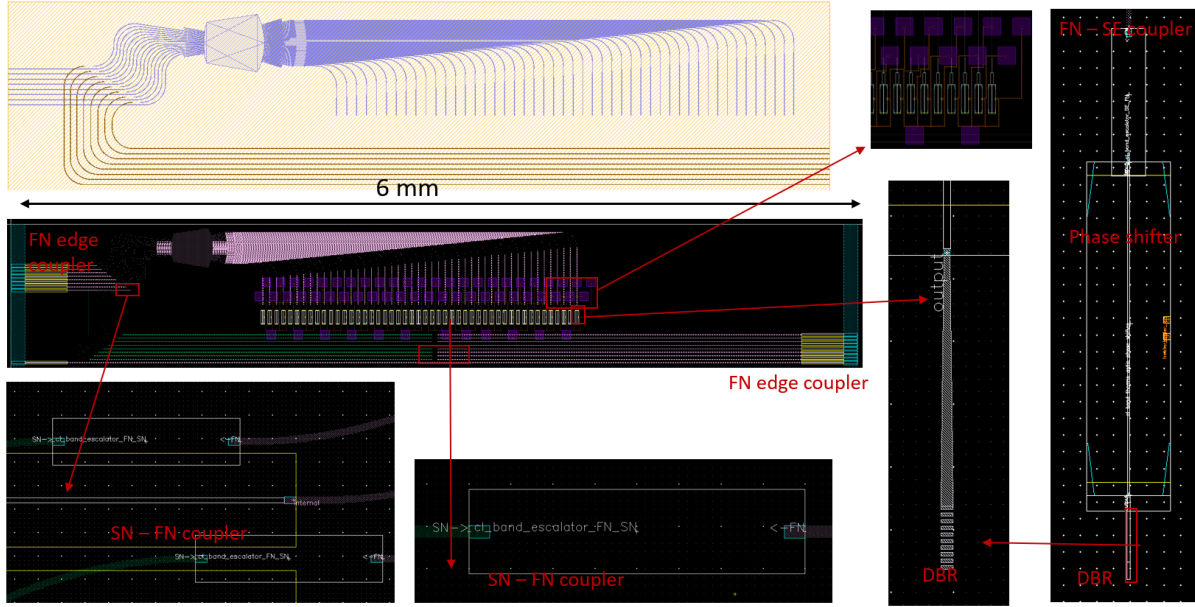 FN – SE coupler
6 mm
FN edge
coupler
Phase shifter
output
FN edge coupler
SN->
cl_band_escalator_FN_SN
<-FN
internal
SN – FN coupler
SN->
cl_band_escalator_FN_SN
<-FN
SN->
cl_band_escalator_FN_SN
<-FN
SN – FN coupler
DBR
DBR